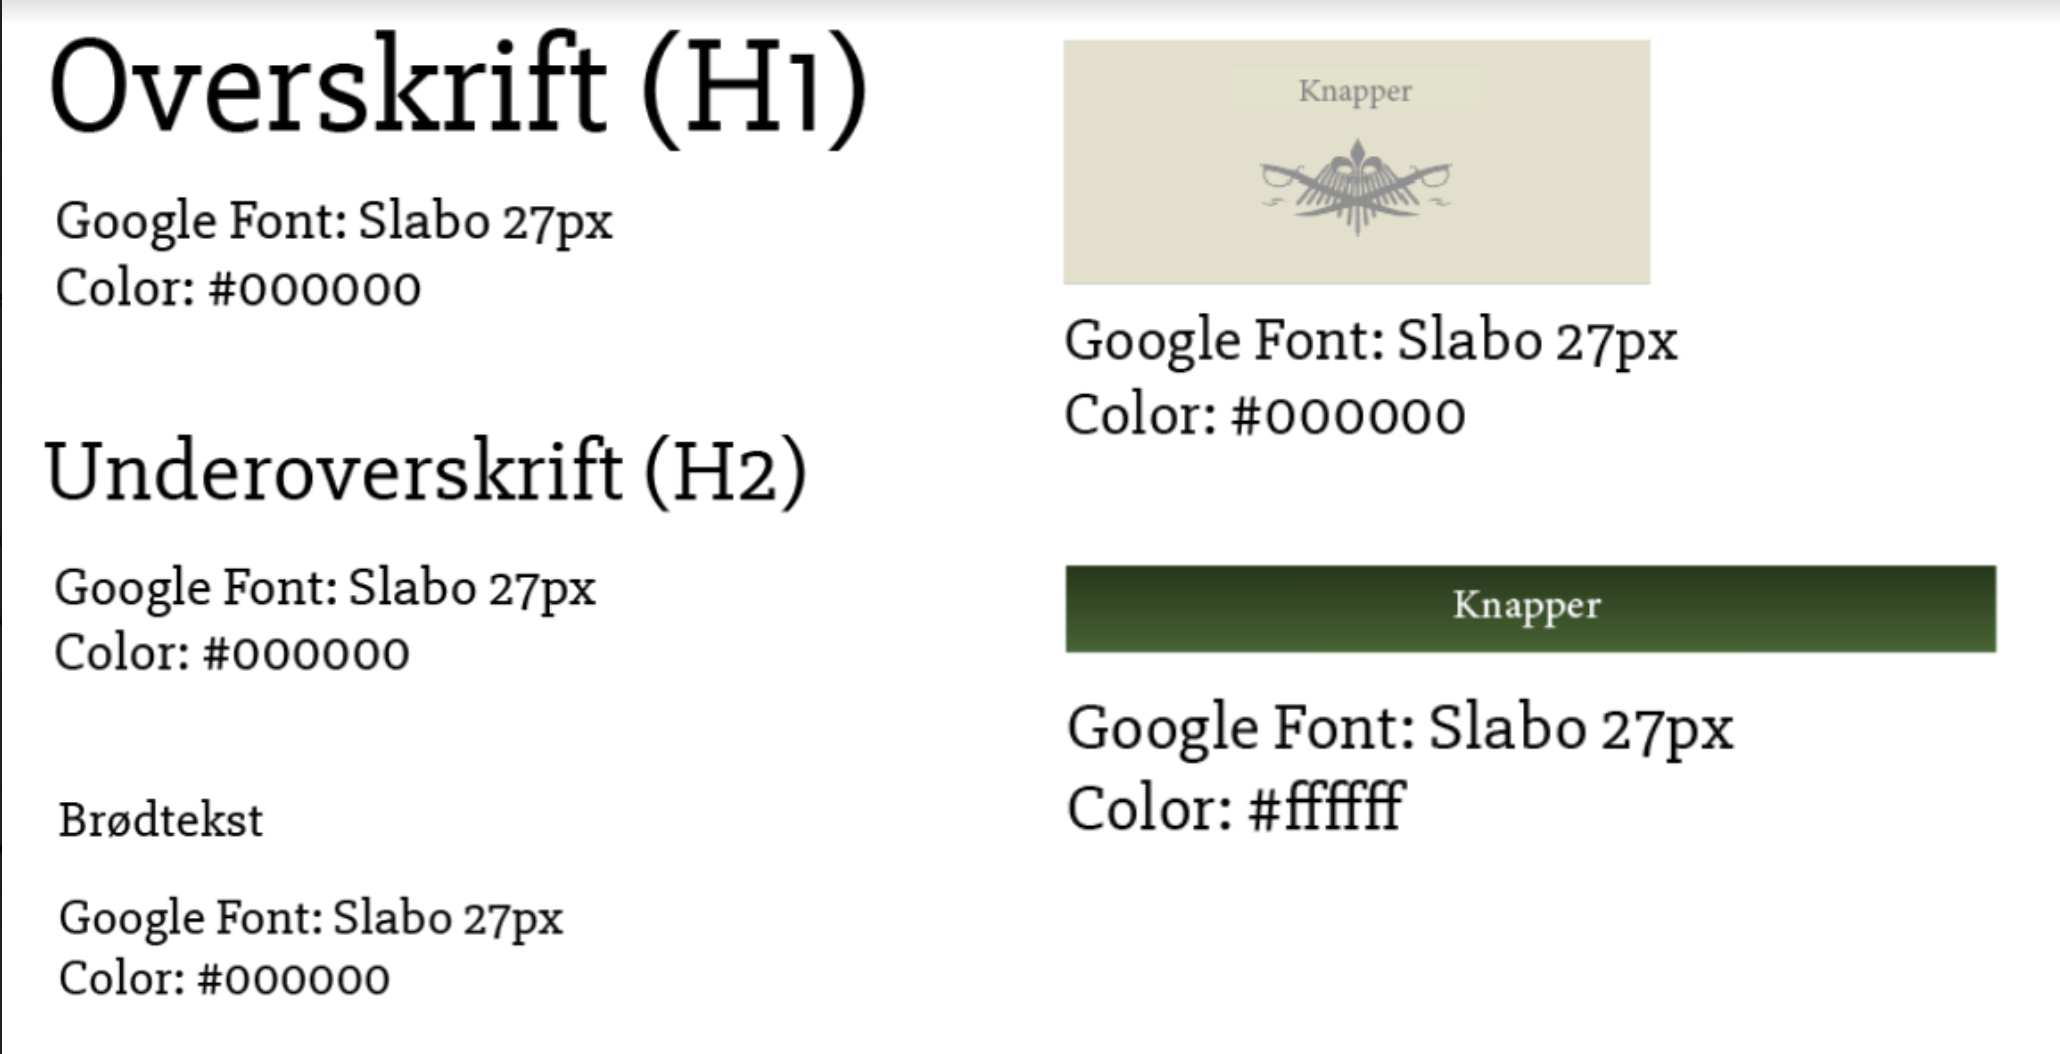 Overskrift (H1)
Google Font: Slabo 27px
Color: #000000
Underoverskrift (H2)
Google Font: Slabo 27px
Color: #000000
Brødtekst
Google Font: Slabo 27px
Color: #000000
Knapper
Google Font: Slabo 27px
Color: #000000
Knapper
Google Font: Slabo 27px
Color: #ffffff